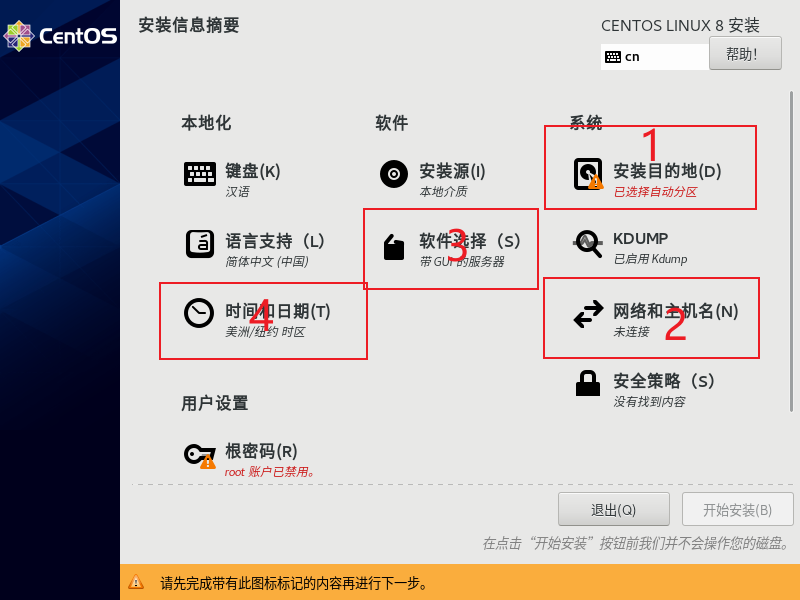 CentOS
安装信息摘要
CENTOS LINUX 8 安装
cn
帮助！
本地化
软件
系统
键盘(K)
汉语
安装源(I)
本地介质
1
安装目的地(D)
已选择自动分区
语言支持（L）
简体中文 (中国)
3
软件选择（S）
带 GUI 的服务器
KDUMP
已启用 Kdump
4
时间和日期(T)
美洲/纽约 时区
2
网络和主机名(N)
未连接
安全策略（S）
没有找到内容
用户设置
根密码(R)
root 账户已禁用。
退出(Q)
开始安装(B)
在点击“开始安装”按钮前我们并不会操作您的磁盘。
请先完成带有此图标标记的内容再进行下一步。